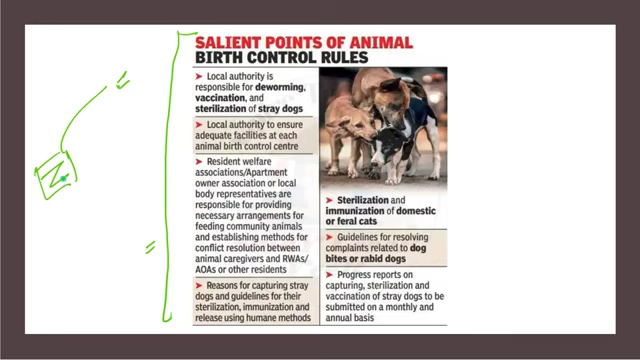 SALIENT POINTS OF ANIMAL
BIRTH CONTROL RULES
➤ Local authority is
responsible for deworming,
vaccination, and
sterilization of stray dogs
➤ Local authority to ensure
adequate facilities at each
animal birth control centre
➤ Resident welfare
associations/Apartment
owner association or local
body representatives are
responsible for providing
necessary arrangements for
feeding community animals
and establishing methods for
conflict resolution between
animal caregivers and RWAs/
AOAs or other residents
➤ Reasons for capturing stray
dogs and guidelines for their
sterilization, immunization and
release using humane methods
➤ Sterilization and
immunization of domestic
or feral cats
➤ Guidelines for resolving
complaints related to dog
bites or rabid dogs
➤ Progress reports on
capturing, sterilization and
vaccination of stray dogs to be
submitted on a monthly and
annual basis